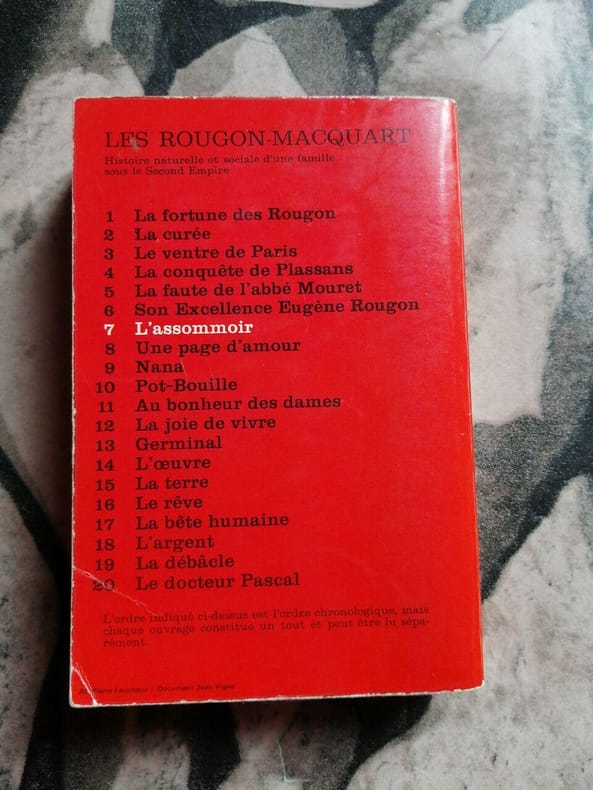 LES ROUGON-MACQUART
Histoire naturelle et sociale d'une famille
sous le Second Empire
1 La fortune des Rougon
2 La curée
3 Le ventre de Paris
4 La conquête de Plassans
5 La faute de l'abbé Mouret
6 Son Excellence Eugène Rougon
7 L'assommoir
8 Une page d'amour
9 Nana
10 Pot-Bouille
11 Au bonheur des dames
12 La joie de vivre
13 Germinal
14 L'œuvre
15 La terre
16 Le rêve
17 La bête humaine
18 L'argent
19 La débâcle
20 Le docteur Pascal
L'ordre indiqué ci-dessus est l'ordre chronologique, mais
chaque ouvrage constitue un tout et peut être lu sépa-
rément.
Pierre Faucheux / Document Jean Vigne